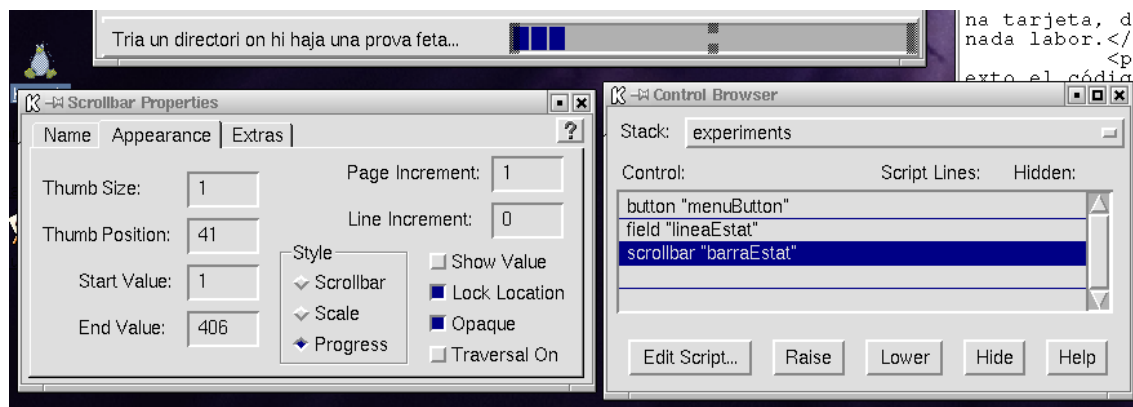 Tria un directori on hi haja una prova feta...
na tarjeta, d
nada labor.</
<p
exto el códig
Scrollbar Properties
Name Appearance Extras ?
Thumb Size: 1
Thumb Position: 41
Start Value: 1
End Value: 406
Page Increment: 1
Line Increment: 0
Style
Scrollbar
Scale
Progress
Show Value
Lock Location
Opaque
Traversal On
Control Browser
Stack: experiments
Control: Script Lines: Hidden:
button "menuButton"
field "lineaEstat"
scrollbar "barraEstat"
Edit Script... Raise Lower Hide Help